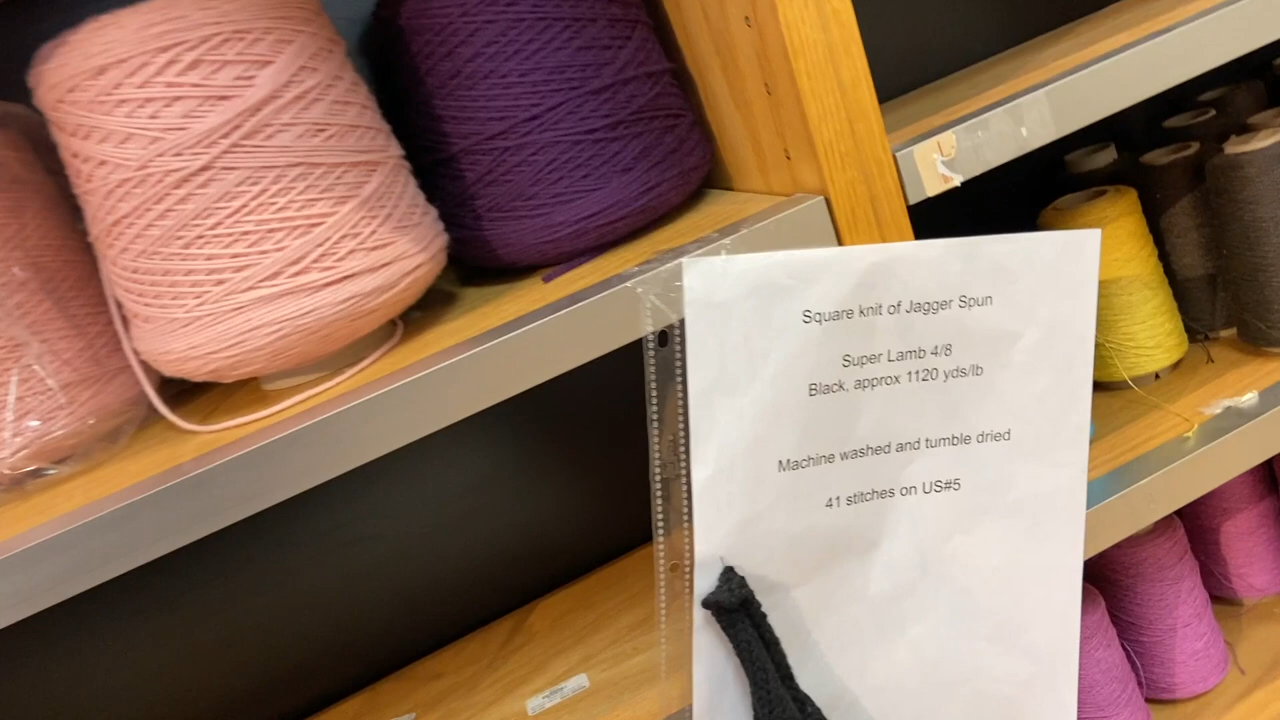 Square knit of Jagger Spun
Super Lamb 4/8
Black, approx 1120 yds/lb
Machine washed and tumble dried
41 stitches on US#5